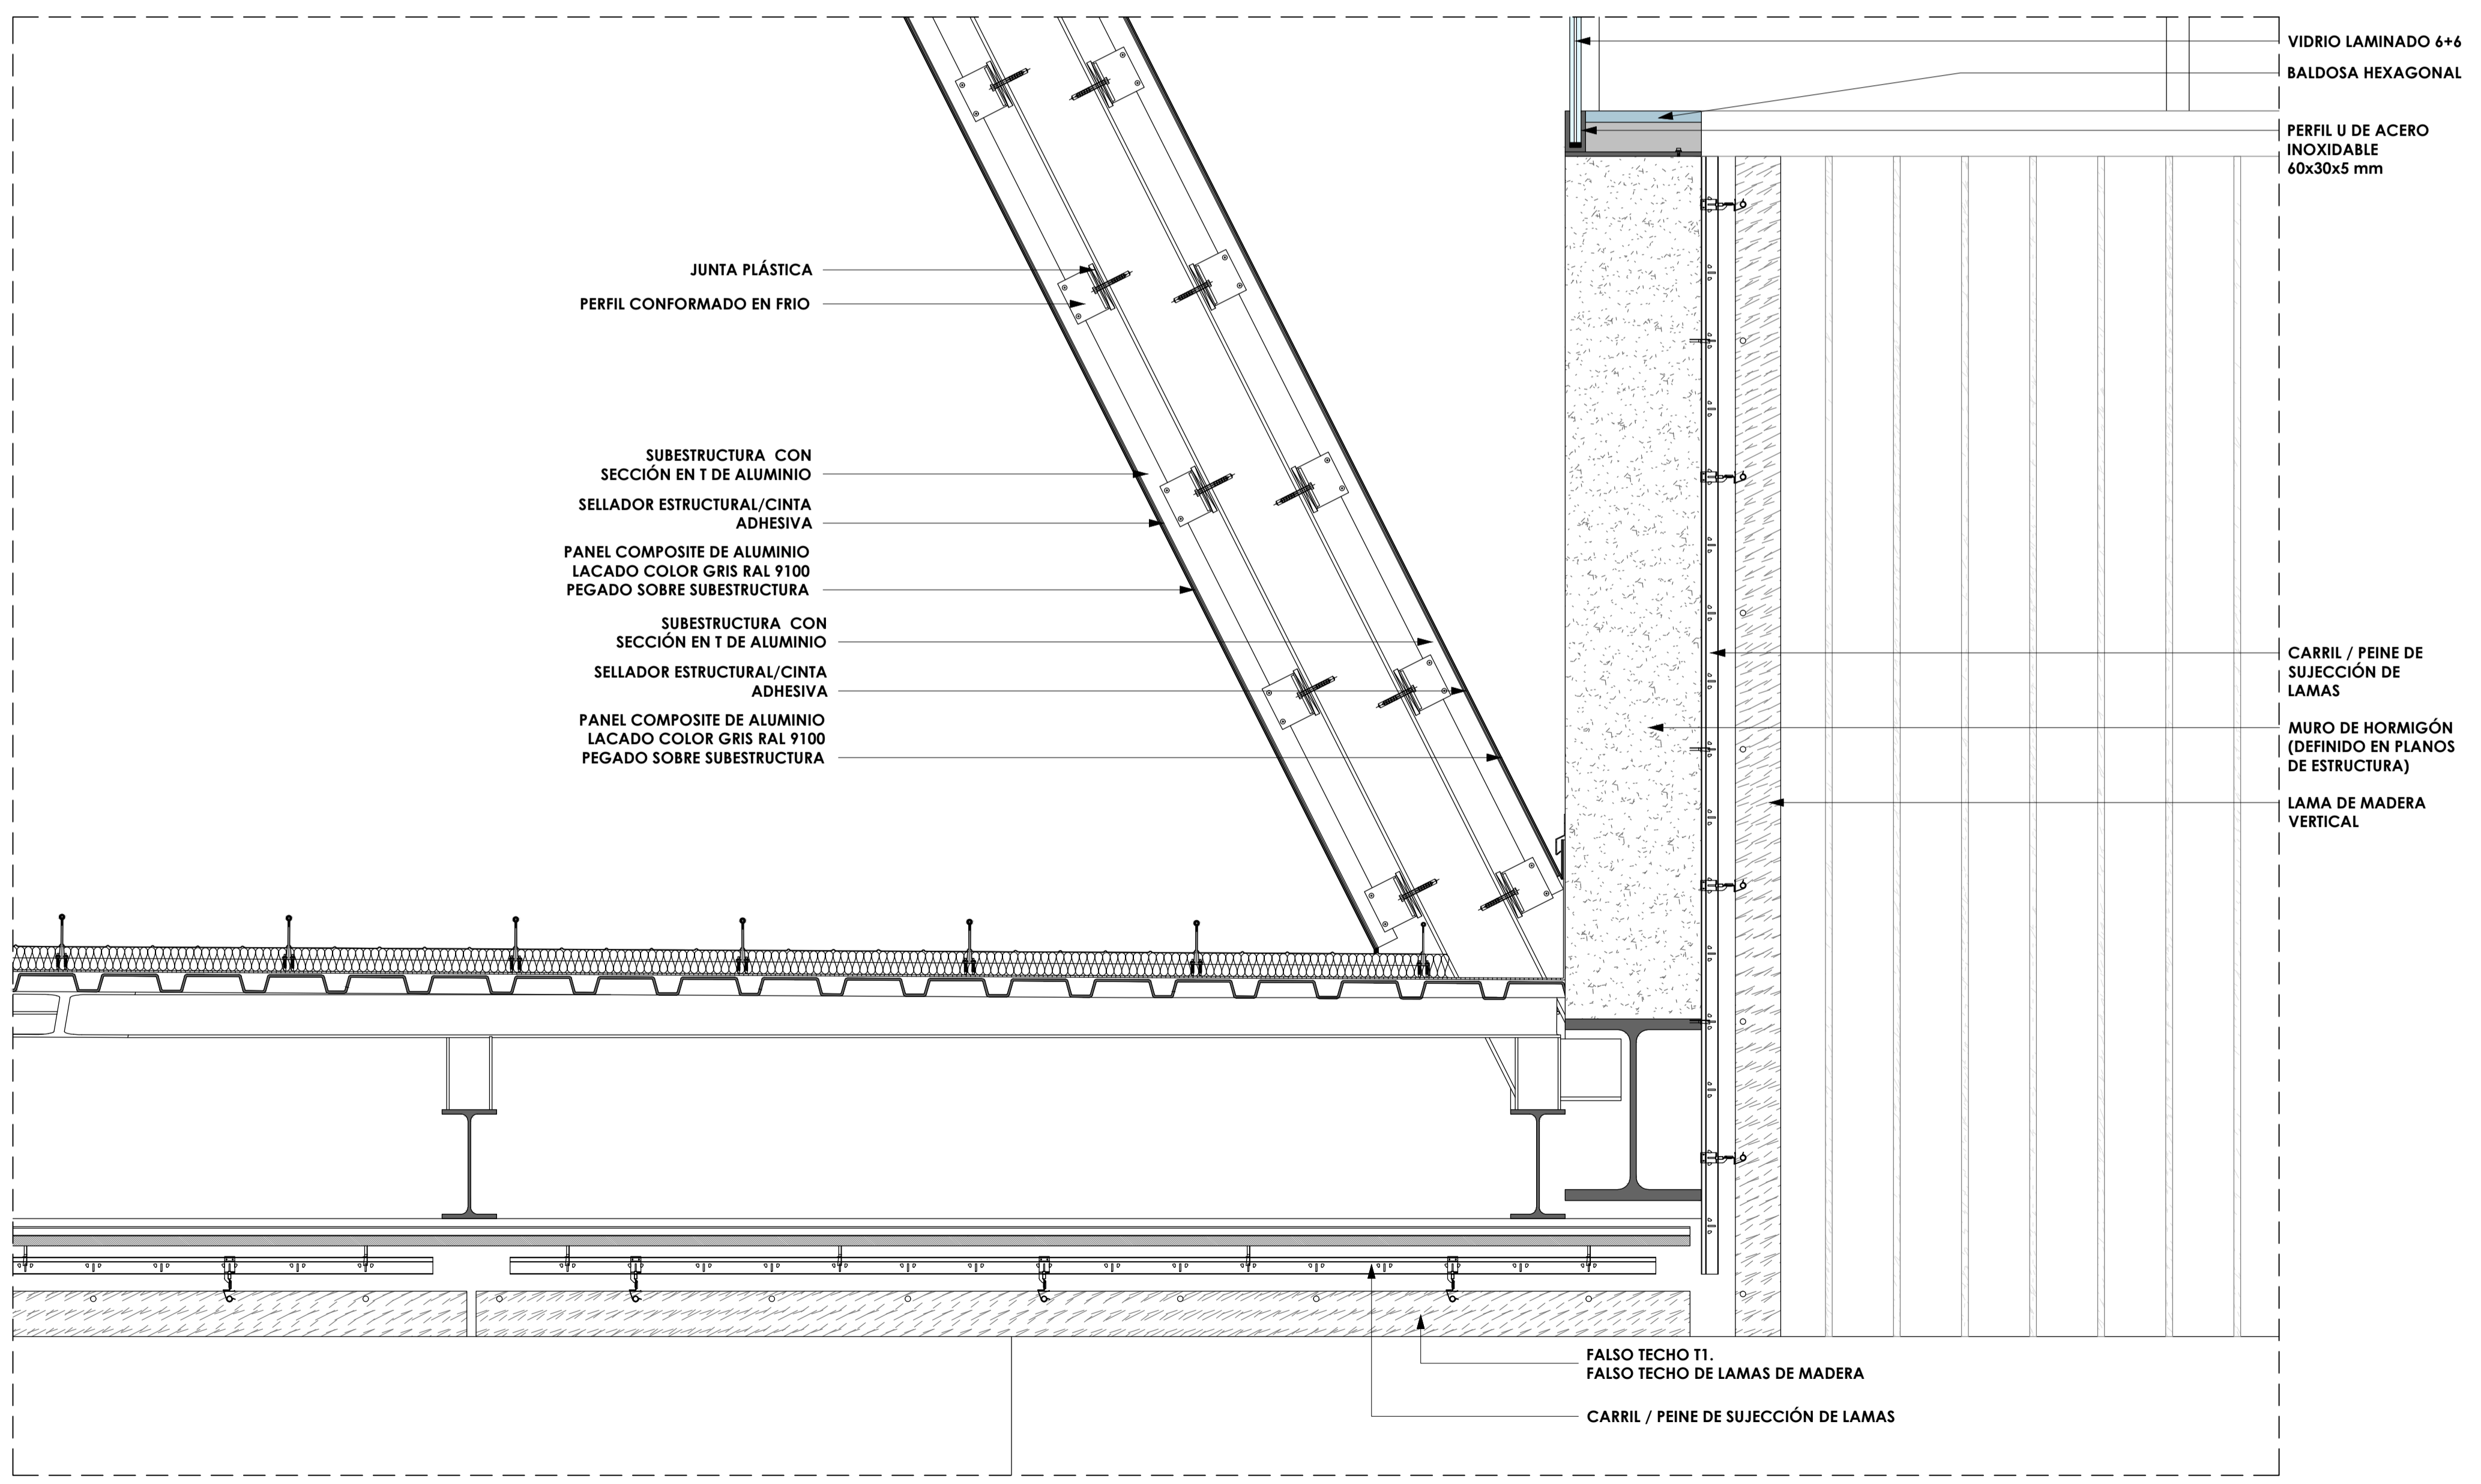 VIDRIO LAMINADO 6+6
BALDOSA HEXAGONAL
PERFIL U DE ACERO
INOXIDABLE
60x30x5 mm
JUNTA PLÁSTICA
PERFIL CONFORMADO EN FRIO
SUBESTRUCTURA CON
SECCIÓN EN T DE ALUMINIO
SELLADOR ESTRUCTURAL/CINTA
ADHESIVA
PANEL COMPOSITE DE ALUMINIO
LACADO COLOR GRIS RAL 9100
PEGADO SOBRE SUBESTRUCTURA
SUBESTRUCTURA CON
SECCIÓN EN T DE ALUMINIO
SELLADOR ESTRUCTURAL/CINTA
ADHESIVA
PANEL COMPOSITE DE ALUMINIO
LACADO COLOR GRIS RAL 9100
PEGADO SOBRE SUBESTRUCTURA
CARRIL / PEINE DE
SUJECCIÓN DE
LAMAS
MURO DE HORMIGÓN
(DEFINIDO EN PLANOS
DE ESTRUCTURA)
LAMA DE MADERA
VERTICAL
FALSO TECHO T1.
FALSO TECHO DE LAMAS DE MADERA
CARRIL / PEINE DE SUJECCIÓN DE LAMAS